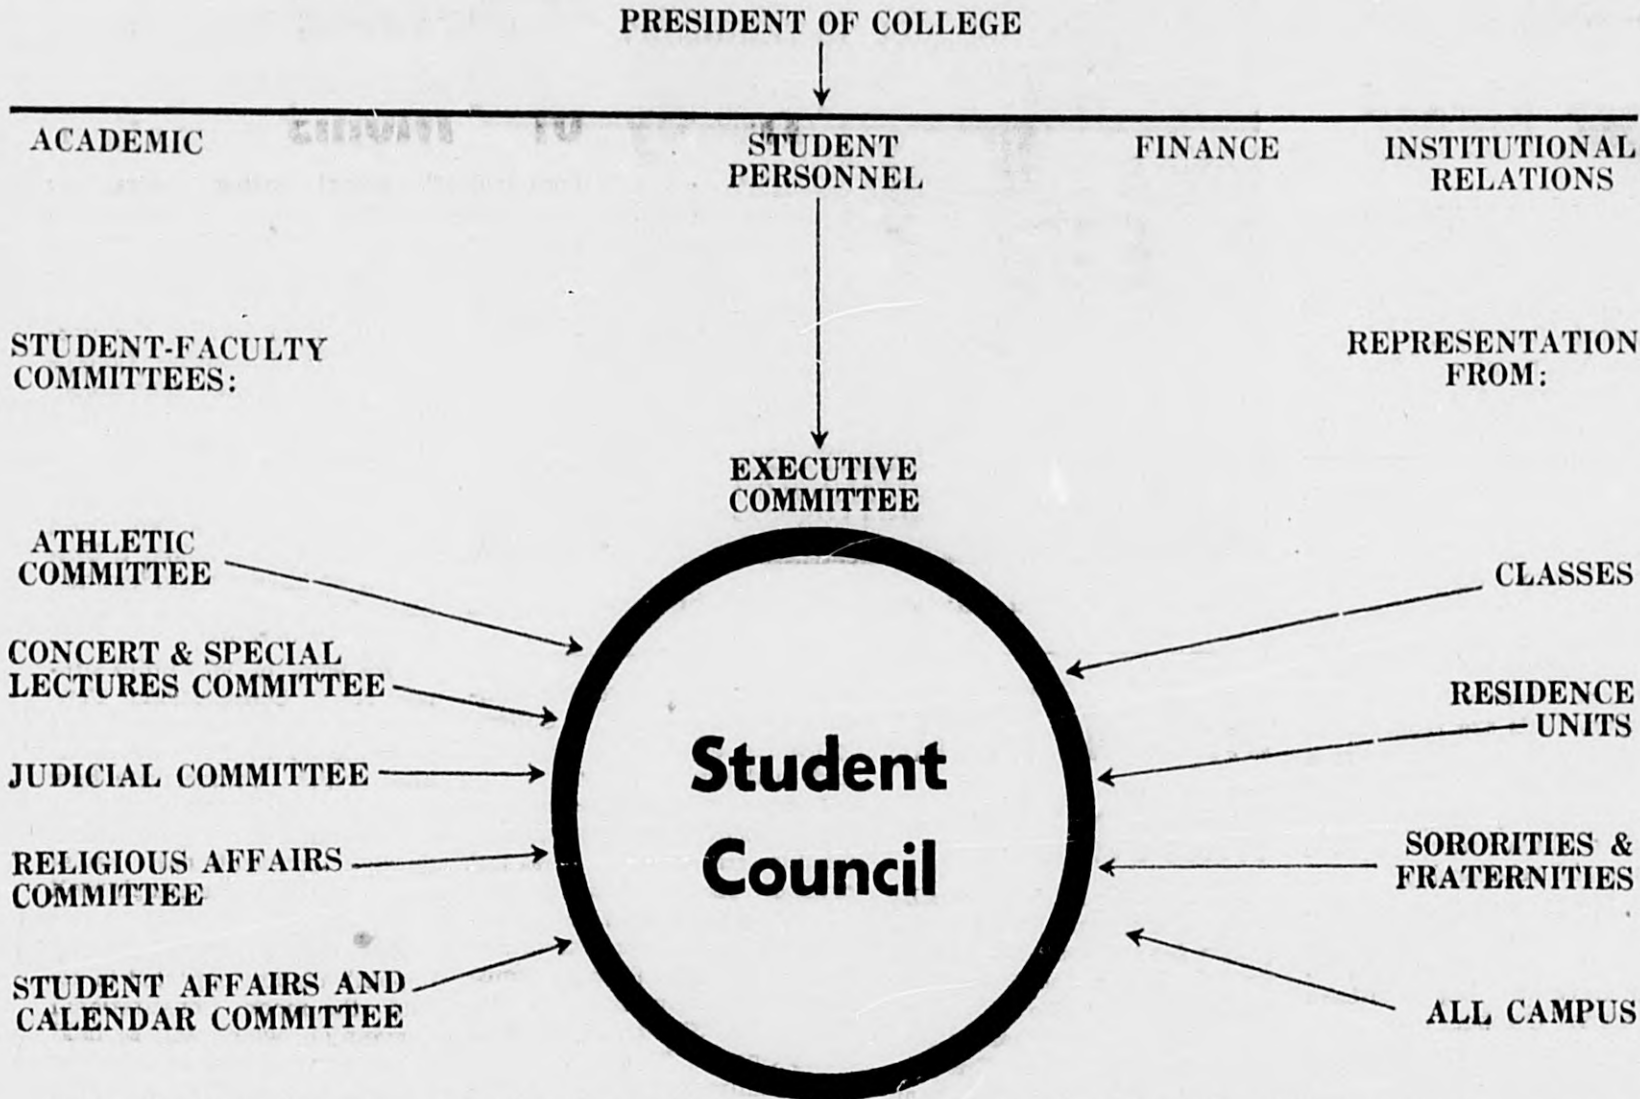 PRESIDENT OF COLLEGE
ACADEMIC
STUDENT
PERSONNEL
FINANCE
INSTITUTIONAL
RELATIONS
STUDENT-FACULTY
COMMITTEES:
REPRESENTATION
FROM:
EXECUTIVE
COMMITTEE
ATHLETIC
COMMITTEE
CONCERT & SPECIAL
LECTURES COMMITTEE
JUDICIAL COMMITTEE
RELIGIOUS AFFAIRS
COMMITTEE
STUDENT AFFAIRS AND
CALENDAR COMMITTEE
Student
Council
CLASSES
RESIDENCE
UNITS
SORORITIES &
FRATERNITIES
ALL CAMPUS